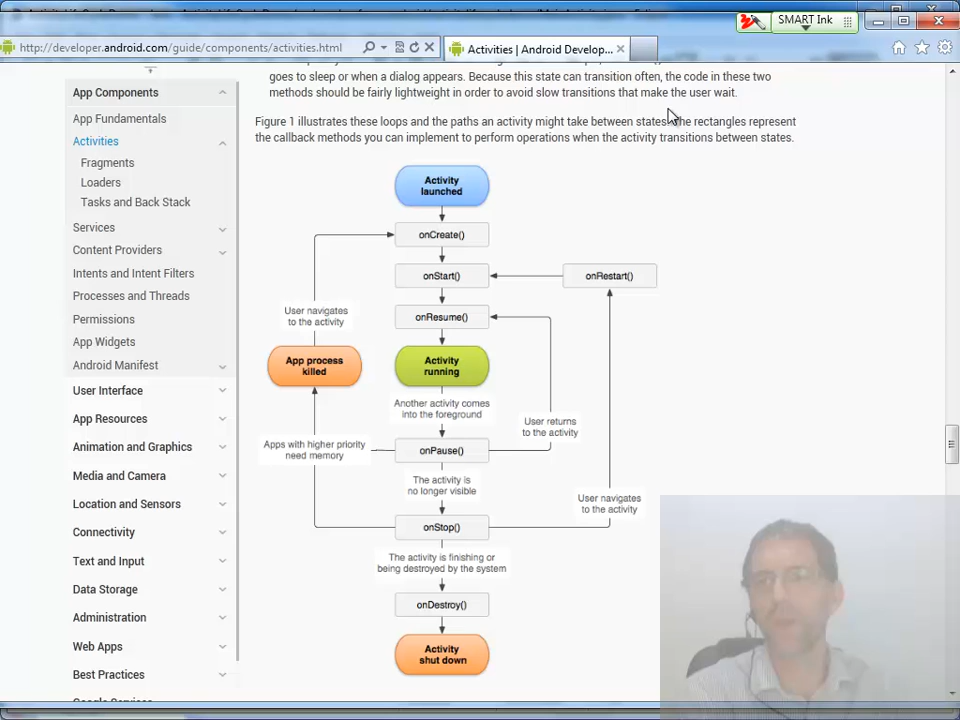 SMART Ink
http://developer.android.com/guide/components/activities.html
Activities | Android Develop...
App Components
App Fundamentals
Activities
Fragments
Loaders
Tasks and Back Stack
Services
Content Providers
Intents and Intent Filters
Processes and Threads
Permissions
App Widgets
Android Manifest
User Interface
App Resources
Animation and Graphics
Media and Camera
Location and Sensors
Connectivity
Text and Input
Data Storage
Administration
Web Apps
Best Practices
goes to sleep or when a dialog appears. Because this state can transition often, the code in these two
methods should be fairly lightweight in order to avoid slow transitions that make the user wait.
Figure 1 illustrates these loops and the paths an activity might take between states. The rectangles represent
the callback methods you can implement to perform operations when the activity transitions between states.
Activity
launched
onCreate()
onStart()
onRestart()
User navigates
to the activity
onResume()
App process
killed
Activity
running
Another activity comes
into the foreground
User returns
to the activity
Apps with higher priority
need memory
onPause()
The activity is
no longer visible
User navigates
to the activity
onStop()
The activity is finishing or
being destroyed by the system
onDestroy()
Activity
shut down